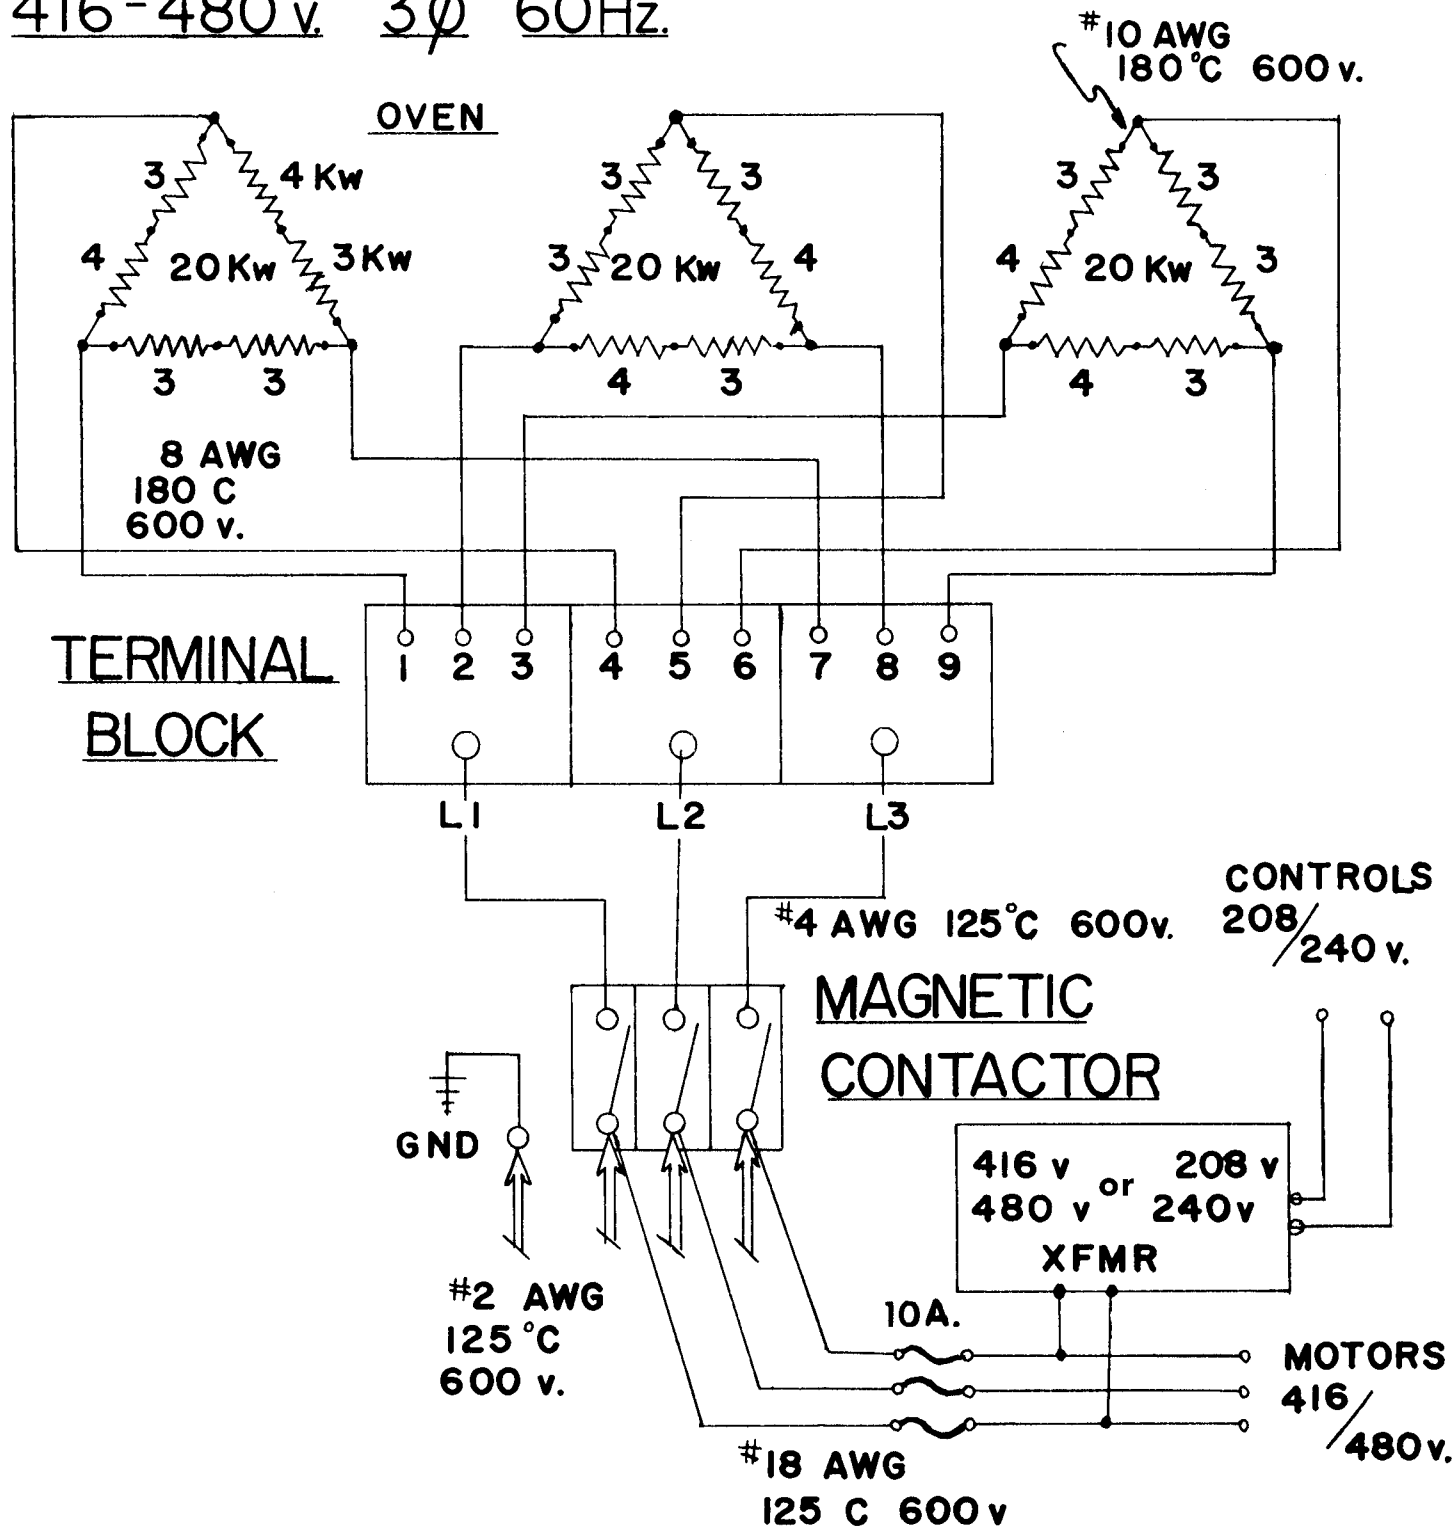 416-480 v. 3Ø 60Hz.
#10 AWG
180°C 600 v.
OVEN
3
4 Kw
4
20 Kw
3 Kw
3
3
3
3
3
20 Kw
4
4
3
3
3
4
20 Kw
3
4
3
8 AWG
180 C
600 v.
TERMINAL
BLOCK
1 2 3 4 5 6 7 8 9
L1 L2 L3
#4 AWG 125°C 600v.
CONTROLS
208/240 v.
MAGNETIC
CONTACTOR
GND
416 v or 208 v
480 v 240v
XFMR
#2 AWG
125°C
600 v.
10A.
MOTORS
416/480v.
#18 AWG
125 C 600 v